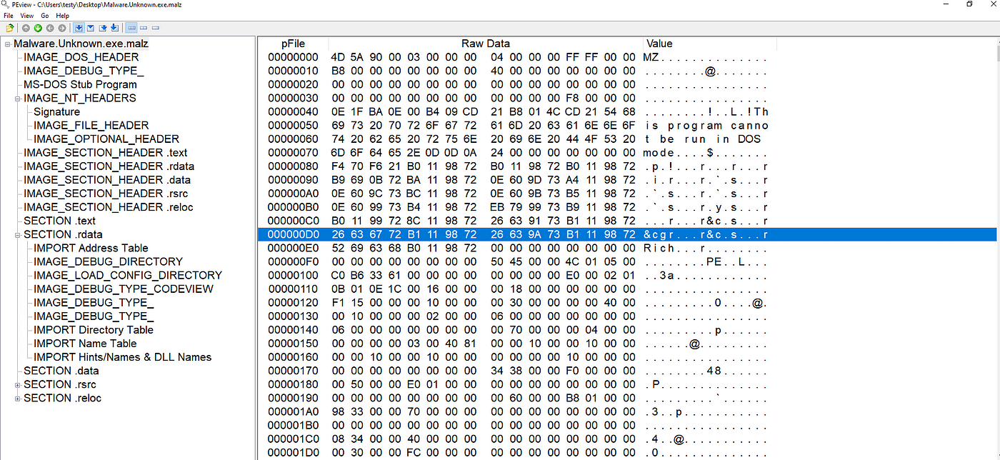 PEview - C:\Users\testy\Desktop\Malware.Unknown.exe.malz
File View Go Help
Malware.Unknown.exe.malz
IMAGE_DOS_HEADER
IMAGE_DEBUG_TYPE_
MS-DOS Stub Program
IMAGE_NT_HEADERS
Signature
IMAGE_FILE_HEADER
IMAGE_OPTIONAL_HEADER
IMAGE_SECTION_HEADER .text
IMAGE_SECTION_HEADER .rdata
IMAGE_SECTION_HEADER .data
IMAGE_SECTION_HEADER .rsrc
IMAGE_SECTION_HEADER .reloc
SECTION .text
SECTION .rdata
IMPORT Address Table
IMAGE_DEBUG_DIRECTORY
IMAGE_LOAD_CONFIG_DIRECTORY
IMAGE_DEBUG_TYPE_CODEVIEW
IMAGE_DEBUG_TYPE_
IMAGE_DEBUG_TYPE_
IMPORT Directory Table
IMPORT Name Table
IMPORT Hints/Names & DLL Names
SECTION .data
SECTION .rsrc
SECTION .reloc
pFile Raw Data Value
00000000 4D 5A 90 00 03 00 00 00 04 00 00 00 FF FF 00 00 MZ..............
00000010 B8 00 00 00 00 00 00 00 40 00 00 00 00 00 00 00 ........@.......
00000020 00 00 00 00 00 00 00 00 00 00 00 00 00 00 00 00 ................
00000030 00 00 00 00 00 00 00 00 00 00 00 00 F8 00 00 00 ................
00000040 0E 1F BA 0E 00 B4 09 CD 21 B8 01 4C CD 21 54 68 ........!..L.!Th
00000050 69 73 20 70 72 6F 67 72 61 6D 20 63 61 6E 6E 6F is program canno
00000060 74 20 62 65 20 72 75 6E 20 69 6E 20 44 4F 53 20 t be run in DOS
00000070 6D 6F 64 65 2E 0D 0D 0A 24 00 00 00 00 00 00 00 mode....$.......
00000080 F4 70 F6 21 B0 11 98 72 B0 11 98 72 B0 11 98 72 .p.!...r...r...r
00000090 B9 69 0B 72 BA 11 98 72 0E 60 9D 73 A4 11 98 72 .i.r...r.`.s...r
000000A0 0E 60 9C 73 BC 11 98 72 0E 60 9B 73 B5 11 98 72 .`.s...r.`.s...r
000000B0 0E 60 99 73 B4 11 98 72 EB 79 99 73 B9 11 98 72 .`.s...r.y.s...r
000000C0 B0 11 99 72 8C 11 98 72 26 63 91 73 B1 11 98 72 ...r...r&c.s...r
000000D0 26 63 67 72 B1 11 98 72 26 63 9A 73 B1 11 98 72 &cgr...r&c.s...r
000000E0 52 69 63 68 B0 11 98 72 00 00 00 00 00 00 00 00 Rich...r........
000000F0 00 00 00 00 00 00 00 00 50 45 00 00 4C 01 05 00 ........PE..L...
00000100 C0 B6 33 61 00 00 00 00 00 00 00 00 E0 00 02 01 ..3a............
00000110 0B 01 0E 1C 00 16 00 00 00 18 00 00 00 00 00 00 ................
00000120 F1 15 00 00 00 10 00 00 00 30 00 00 00 00 40 00 .........0....@.
00000130 00 10 00 00 00 02 00 00 06 00 00 00 00 00 00 00 ................
00000140 06 00 00 00 00 00 00 00 00 70 00 00 00 04 00 00 .........p......
00000150 00 00 00 00 03 00 40 81 00 00 10 00 00 10 00 00 ......@.........
00000160 00 00 10 00 00 10 00 00 00 00 00 00 10 00 00 00 ................
00000170 00 00 00 00 00 00 00 00 34 38 00 00 F0 00 00 00 ........48......
00000180 00 50 00 00 E0 01 00 00 00 00 00 00 00 00 00 00 .P..............
00000190 00 00 00 00 00 00 00 00 00 60 00 00 B8 01 00 00 .........`......
000001A0 98 33 00 00 70 00 00 00 00 00 00 00 00 00 00 00 .3..p...........
000001B0 00 00 00 00 00 00 00 00 00 00 00 00 00 00 00 00 ................
000001C0 08 34 00 00 40 00 00 00 00 00 00 00 00 00 00 00 .4..@...........
000001D0 00 30 00 00 FC 00 00 00 00 00 00 00 00 00 00 00 .0..............